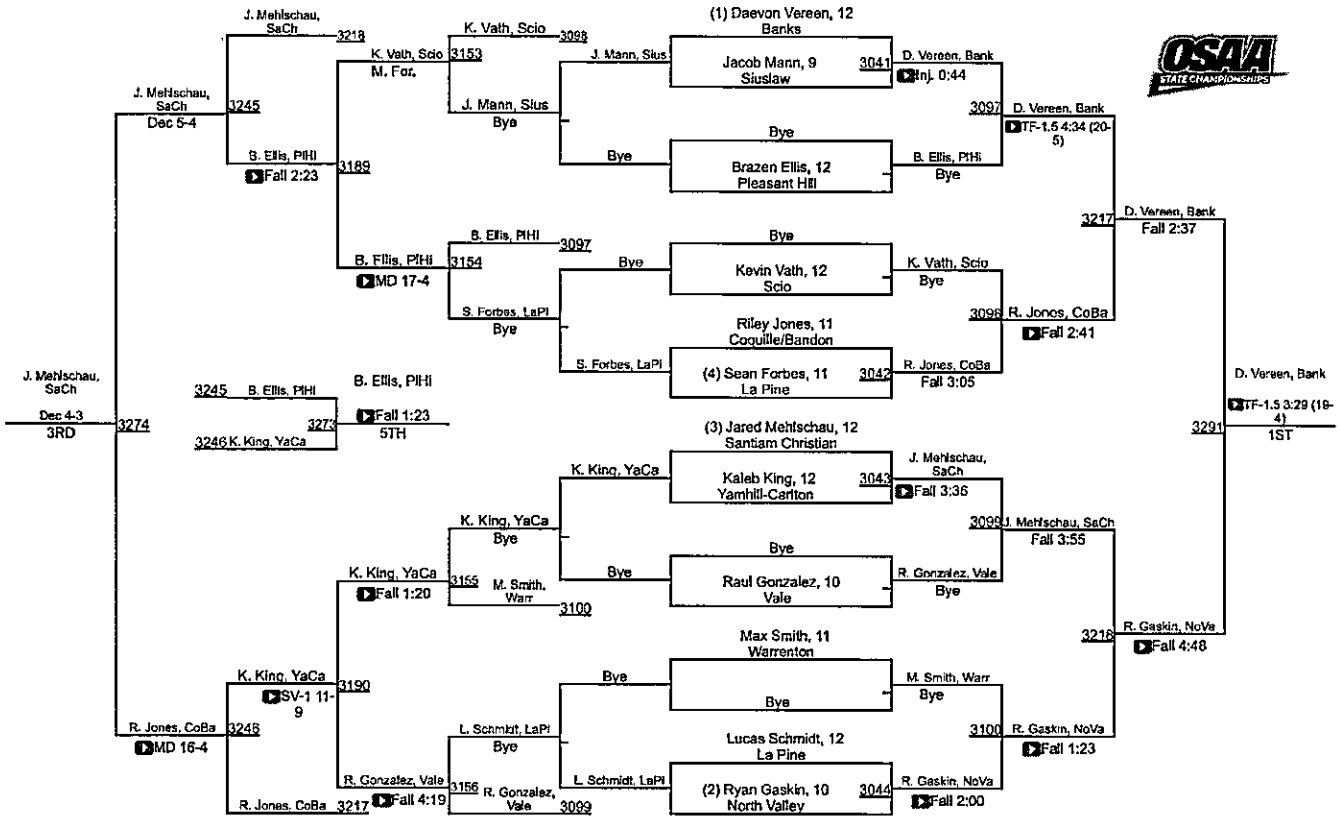 OSAA
STATE CHAMPIONSHIPS
J. Mehlschau,
SaCh
3218
J. Mehlschau,
SaCh
3245
Dec 5-4
B. Ellis, PlHi
Fall 2:23
K. Vath, Scio
3153
M. For.
3189
B. Ellis, PlHi
3154
MD 17-4
K. Vath, Scio
3098
J. Mann, Sius
Bye
B. Ellis, PlHi
3097
S. Forbes, LaPi
Bye
J. Mann, Sius
Bye
Bye
S. Forbes, LaPi
(1) Daevon Vereen, 12
Banks
Jacob Mann, 9
Siuslaw
3041
Bye
Brazen Ellis, 12
Pleasant Hill
Bye
Kevin Vath, 12
Scio
Riley Jones, 11
Coquille/Bandon
(4) Sean Forbes, 11
La Pine
3042
D. Vereen, Bank
Inj. 0:44
3097
B. Ellis, PlHi
Bye
K. Vath, Scio
Bye
3098
R. Jones, CoBa
Fall 3:05
D. Vereen, Bank
TF-1.5 4:34 (20-
5)
3217
R. Jones, CoBa
Fall 2:41
D. Vereen, Bank
Fall 2:37
J. Mehlschau,
SaCh
Dec 4-3
3274
3RD
3245
B. Ellis, PlHi
3273
3246
K. King, YaCa
B. Ellis, PlHi
Fall 1:23
5TH
D. Vereen, Bank
TF-1.5 3:29 (19-
4)
3291
1ST
K. King, YaCa
Bye
Bye
L. Schmidt, LaPi
(3) Jared Mehlschau, 12
Santiam Christian
Kaleb King, 12
Yamhill-Carlton
3043
Bye
Raul Gonzalez, 10
Vale
Max Smith, 11
Warrenton
Bye
Lucas Schmidt, 12
La Pine
(2) Ryan Gaskin, 10
North Valley
3044
J. Mehlschau,
SaCh
Fall 3:36
3099
R. Gonzalez, Vale
Bye
M. Smith, Warr
Bye
3100
R. Gaskin, NoVa
Fall 2:00
J. Mehlschau, SaCh
Fall 3:55
3218
R. Gaskin, NoVa
Fall 1:23
R. Gaskin, NoVa
Fall 4:48
K. King, YaCa
Bye
3155
M. Smith,
Warr
3100
L. Schmidt, LaPi
Bye
3156
R. Gonzalez,
Vale
3099
K. King, YaCa
Fall 1:20
3190
R. Gonzalez, Vale
Fall 4:19
K. King, YaCa
SV-1 11-
9
3246
R. Jones, CoBa
3217
R. Jones, CoBa
MD 16-4